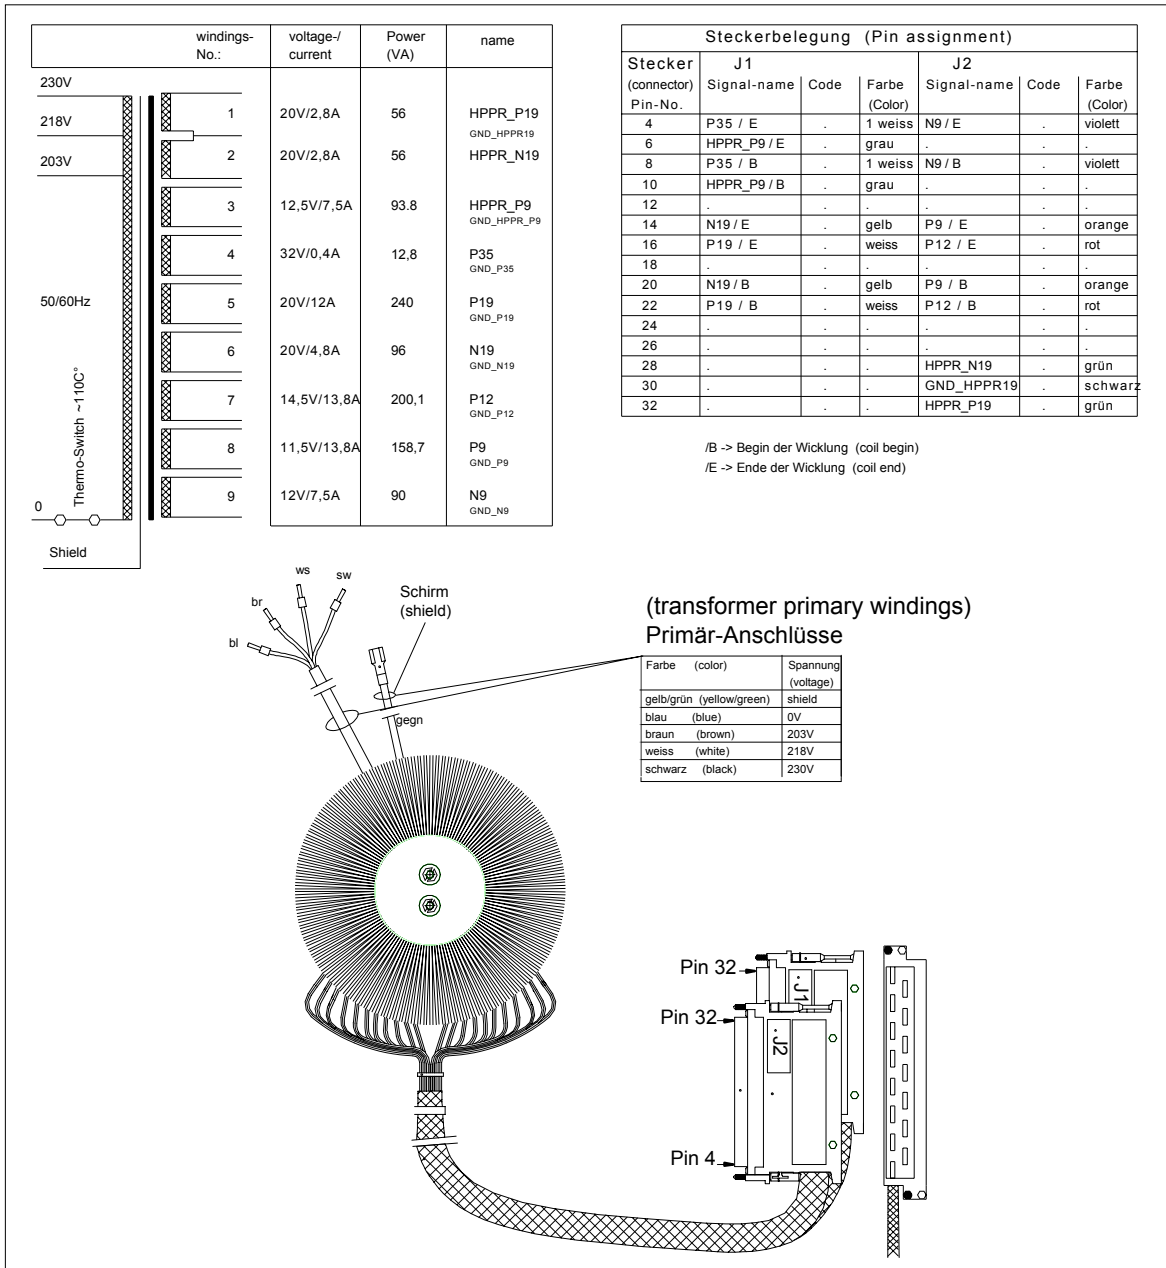 windings-No.: voltage-/current Power (VA) name
230V
218V
203V
50/60Hz
Thermo-Switch ~110C°
0
Shield
1 20V/2,8A 56 HPPR_P19
GND_HPPR19
2 20V/2,8A 56 HPPR_N19
3 12,5V/7,5A 93.8 HPPR_P9
GND_HPPR_P9
4 32V/0,4A 12,8 P35
GND_P35
5 20V/12A 240 P19
GND_P19
6 20V/4,8A 96 N19
GND_N19
7 14,5V/13,8A 200,1 P12
GND_P12
8 11,5V/13,8A 158,7 P9
GND_P9
9 12V/7,5A 90 N9
GND_N9
Steckerbelegung (Pin assignment)
Stecker J1 J2
(connector) Signal-name Code Farbe Signal-name Code Farbe
Pin-No. (Color) (Color)
4 P35 / E . 1 weiss N9 / E . violett
6 HPPR_P9 / E . grau . . .
8 P35 / B . 1 weiss N9 / B . violett
10 HPPR_P9 / B . grau . . .
12 . . . . . .
14 N19 / E . gelb P9 / E . orange
16 P19 / E . weiss P12 / E . rot
18 . . . . . .
20 N19 / B . gelb P9 / B . orange
22 P19 / B . weiss P12 / B . rot
24 . . . . . .
26 . . . . . .
28 . . . HPPR_N19 . grün
30 . . . GND_HPPR19 . schwarz
32 . . . HPPR_P19 . grün
/B -> Begin der Wicklung (coil begin)
/E -> Ende der Wicklung (coil end)
bl
br
ws
sw
Schirm
(shield)
gegn
(transformer primary windings)
Primär-Anschlüsse
Farbe (color) Spannung
(voltage)
gelb/grün (yellow/green) shield
blau (blue) 0V
braun (brown) 203V
weiss (white) 218V
schwarz (black) 230V
Pin 32
.J1
Pin 32
.J2
Pin 4